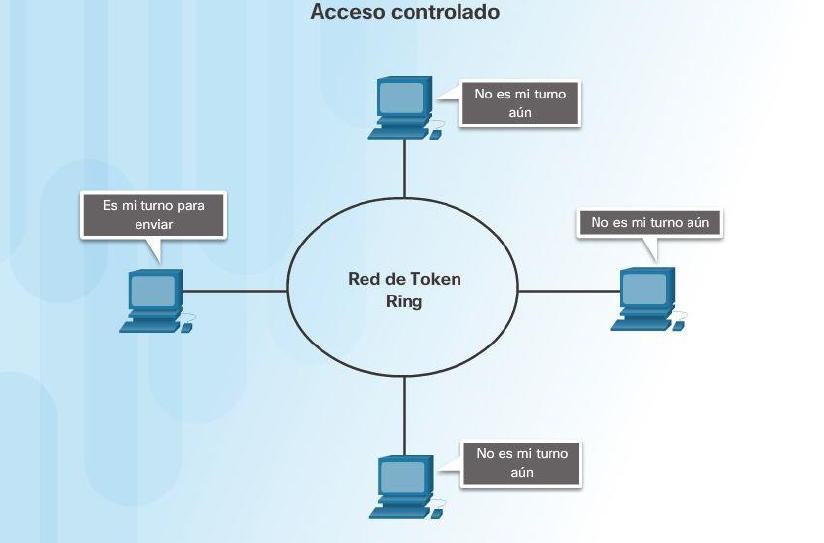 Acceso controlado
No es mi turno
aún
Es mi turno para
enviar
No es mi turno aún
Red de Token
Ring
No es mi turno
aún